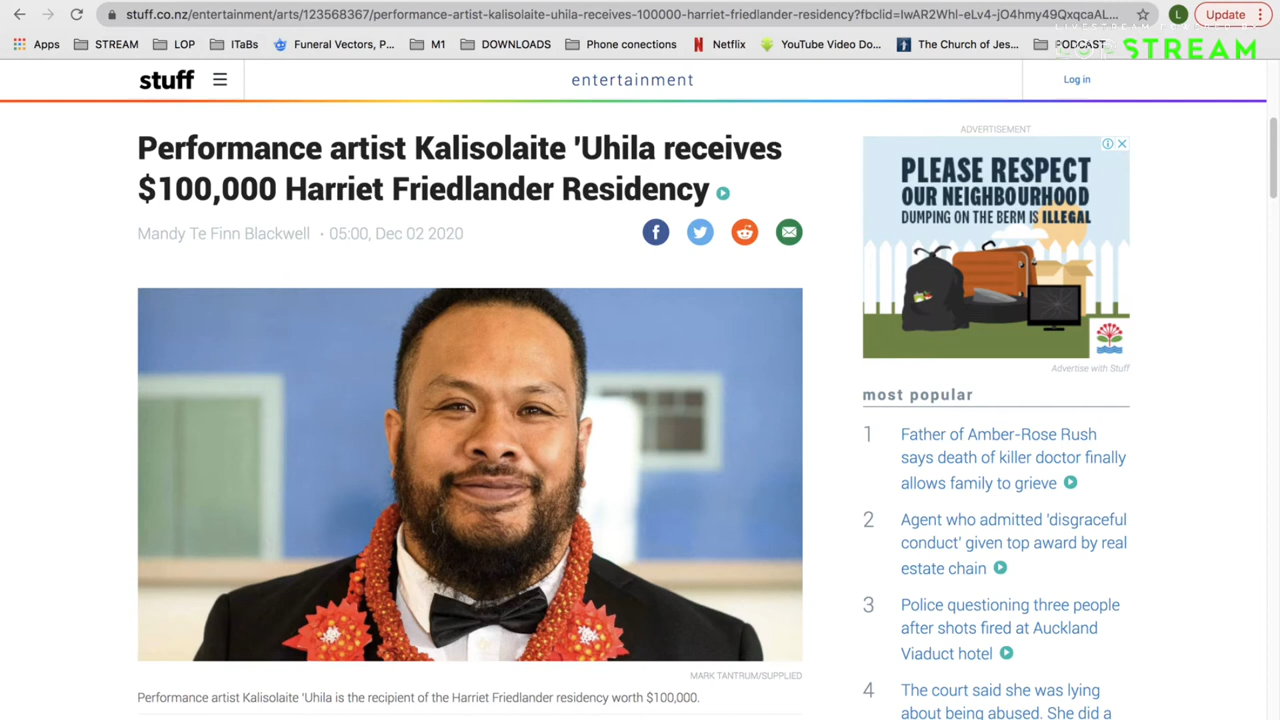 stuff.co.nz/entertainment/arts/123568367/performance-artist-kalisolaite-uhila-receives-100000-harriet-friedlander-residency?fbclid=IwAR2WhI-eLv4-jO4hmy49QxqcaAL...
L
Update
LIVESTREAM POWERED BY
Apps
STREAM
LOP
ITaBs
Funeral Vectors, P...
M1
DOWNLOADS
Phone conections
Netflix
YouTube Video Do...
The Church of Jes...
PODCAST
STREAM
stuff
entertainment
Log in
Performance artist Kalisolaite 'Uhila receives
$100,000 Harriet Friedlander Residency
Mandy Te Finn Blackwell • 05:00, Dec 02 2020
MARK TANTRUM/SUPPLIED
Performance artist Kalisolaite 'Uhila is the recipient of the Harriet Friedlander residency worth $100,000.
ADVERTISEMENT
PLEASE RESPECT
OUR NEIGHBOURHOOD
DUMPING ON THE BERM IS ILLEGAL
Advertise with Stuff
most popular
1 Father of Amber-Rose Rush
says death of killer doctor finally
allows family to grieve
2 Agent who admitted 'disgraceful
conduct' given top award by real
estate chain
3 Police questioning three people
after shots fired at Auckland
Viaduct hotel
4 The court said she was lying
about being abused. She did a